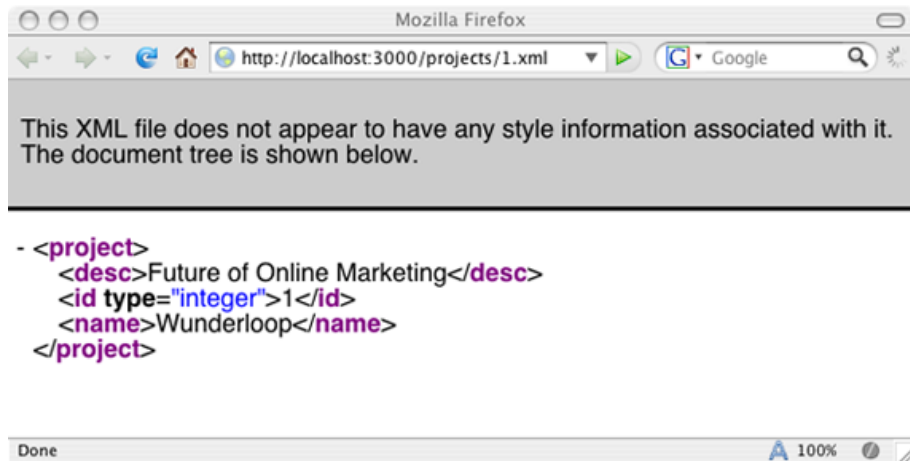 Mozilla Firefox
http://localhost:3000/projects/1.xml G Google
This XML file does not appear to have any style information associated with it.
The document tree is shown below.
- <project>
<desc>Future of Online Marketing</desc>
<id type="integer">1</id>
<name>Wunderloop</name>
</project>
Done A 100%